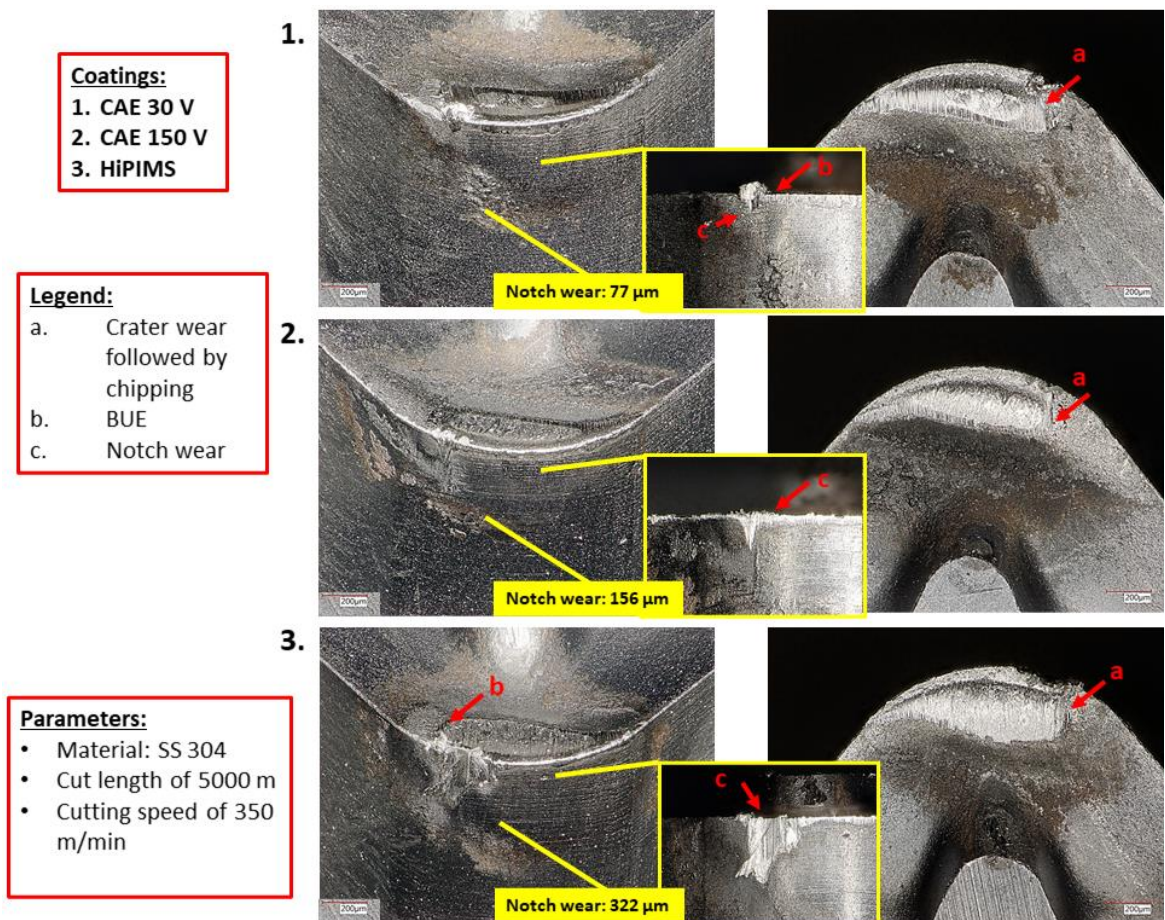 Coatings:
1. CAE 30 V
2. CAE 150 V
3. HiPIMS
Legend:
a. Crater wear
followed by
chipping
b. BUE
c. Notch wear
Parameters:
• Material: SS 304
• Cut length of 5000 m
• Cutting speed of 350
m/min
1.
a
b
c
Notch wear: 77 µm
200µm
200µm
2.
a
c
Notch wear: 156 µm
200µm
200µm
3.
b
a
c
Notch wear: 322 µm
200µm
200µm